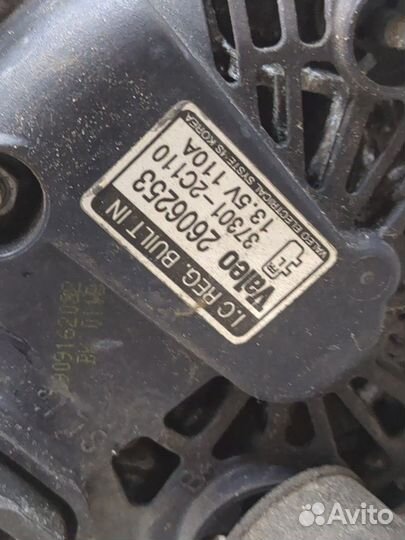 I.C REG. BUILT IN
Valeo 2606253
37301-2C110
13.5V 110A
VALEO ELECTRICAL SYSTEMS KOREA
Avito